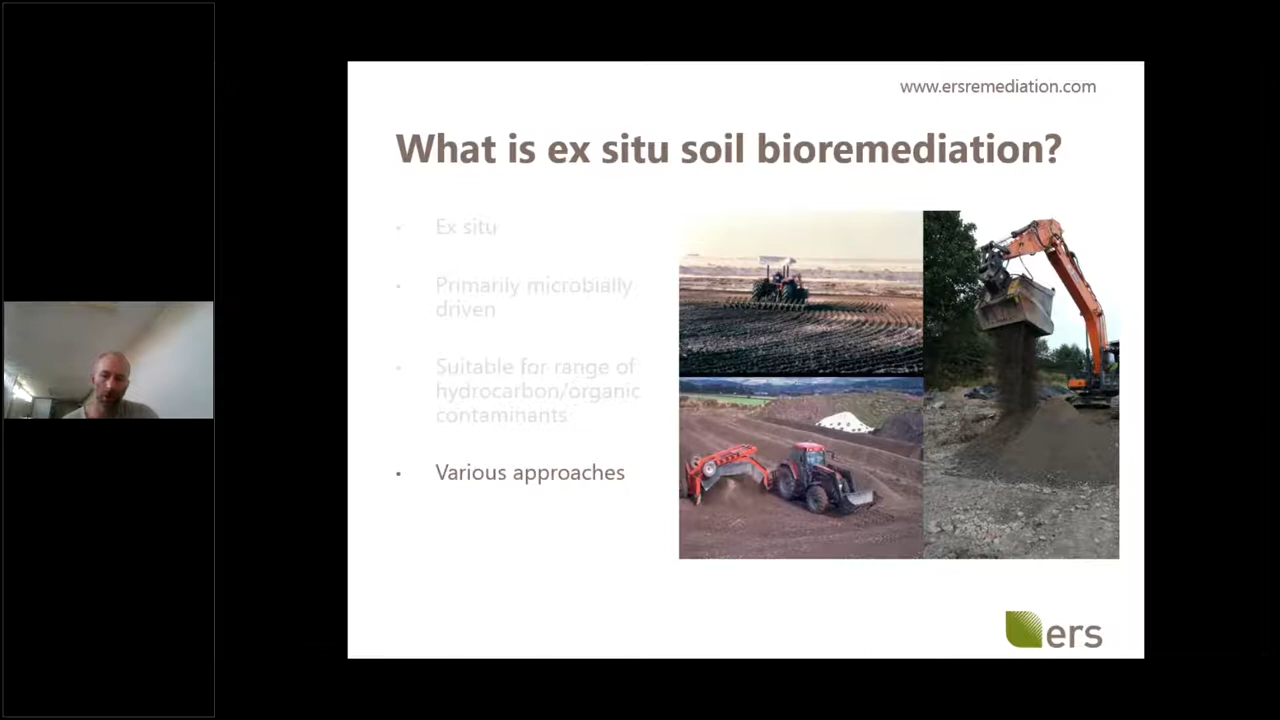 www.ersremediation.com
What is ex situ soil bioremediation?
• Ex situ
• Primarily microbially
driven
• Suitable for range of
hydrocarbon/organic
contaminants
• Various approaches
ers